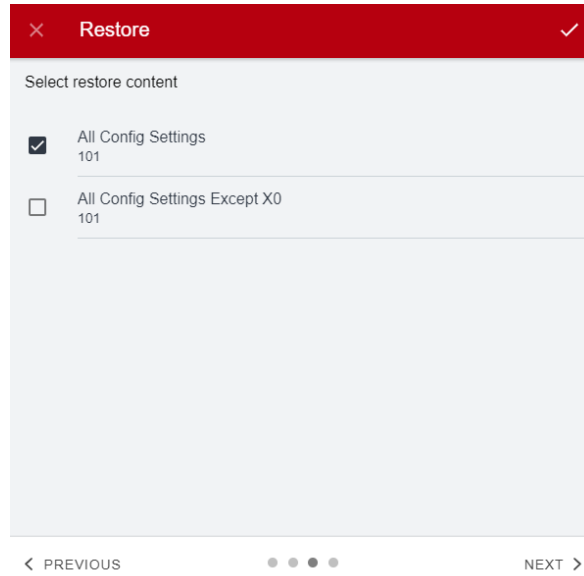 Restore
Select restore content
All Config Settings
101
All Config Settings Except X0
101
PREVIOUS
NEXT